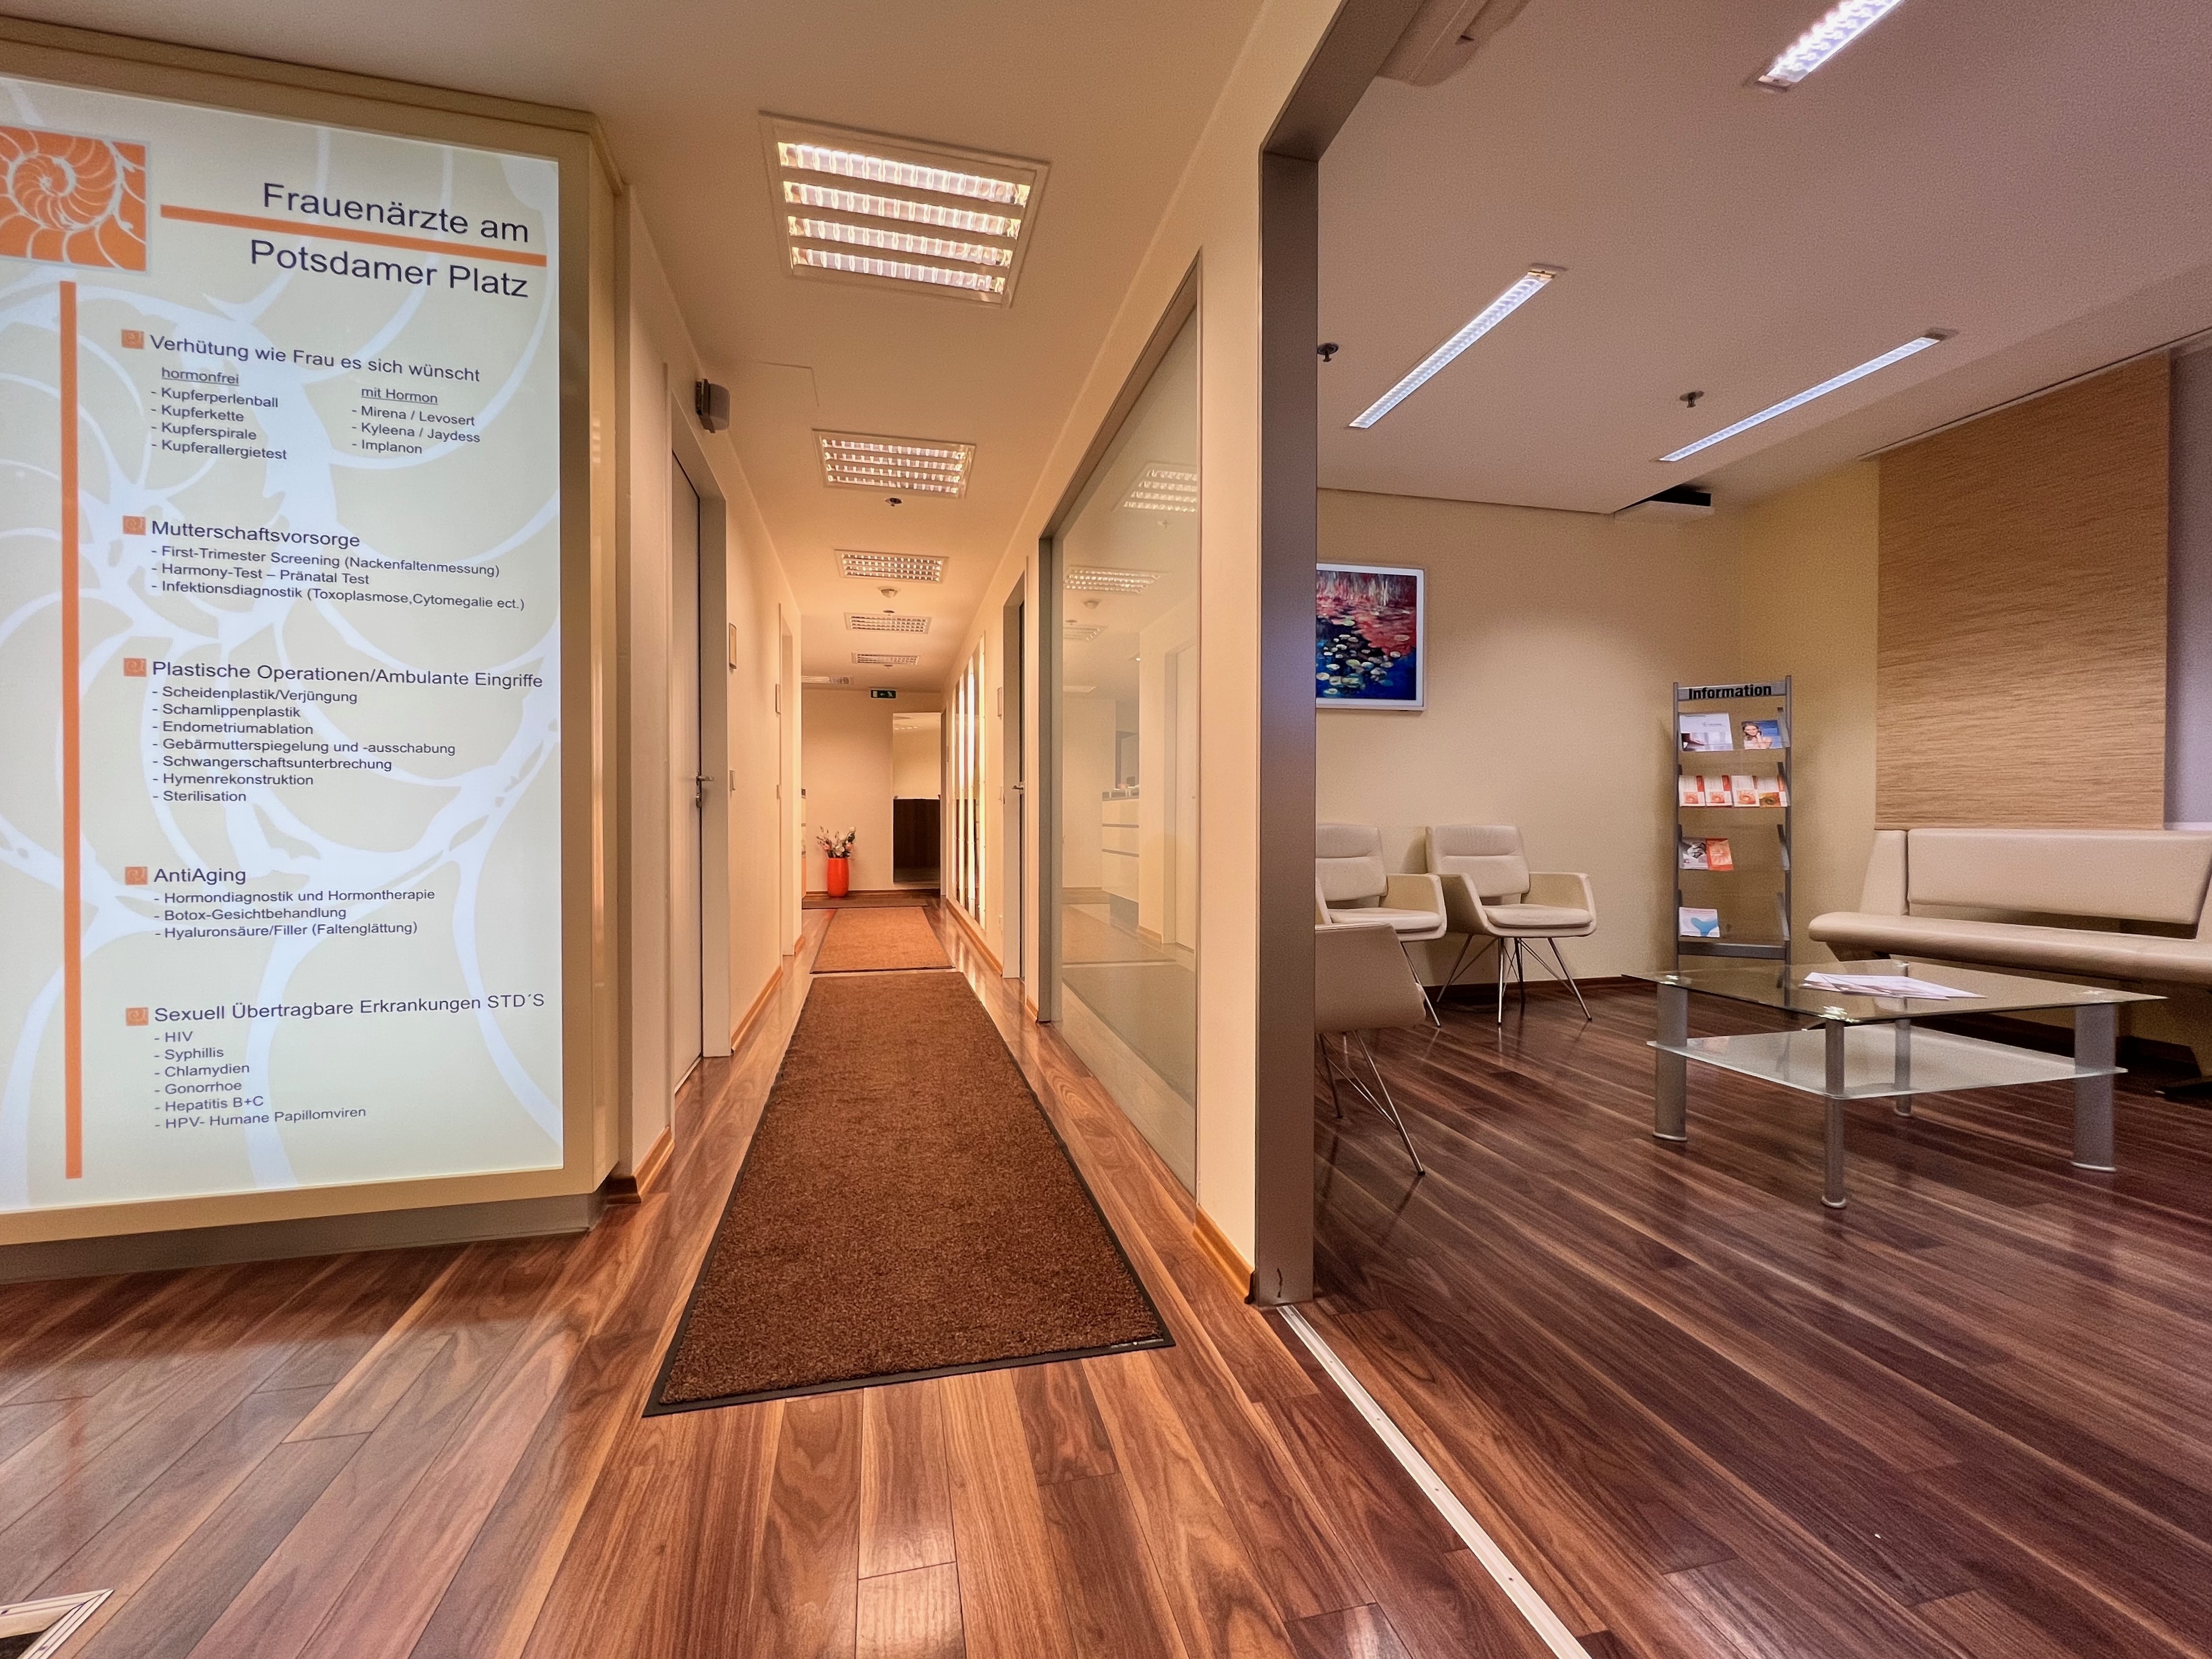 Frauenärzte am
Potsdamer Platz
Verhütung wie Frau es sich wünscht
hormonfrei
- Kupferperlenball
- Kupferkette
- Kupferspirale
- Kupferallergietest
mit Hormon
- Mirena / Levosert
- Kyleena / Jaydess
- Implanon
Mutterschaftsvorsorge
- First-Trimester Screening (Nackenfaltenmessung)
- Harmony-Test – Pränatal Test
- Infektionsdiagnostik (Toxoplasmose,Cytomegalie ect.)
Plastische Operationen/Ambulante Eingriffe
- Scheidenplastik/Verjüngung
- Schamlippenplastik
- Endometriumablation
- Gebärmutterspiegelung und -ausschabung
- Schwangerschaftsunterbrechung
- Hymenrekonstruktion
- Sterilisation
AntiAging
- Hormondiagnostik und Hormontherapie
- Botox-Gesichtbehandlung
- Hyaluronsäure/Filler (Faltenglättung)
Sexuell Übertragbare Erkrankungen STD´S
- HIV
- Syphillis
- Chlamydien
- Gonorrhoe
- Hepatitis B+C
- HPV- Humane Papillomviren
Information